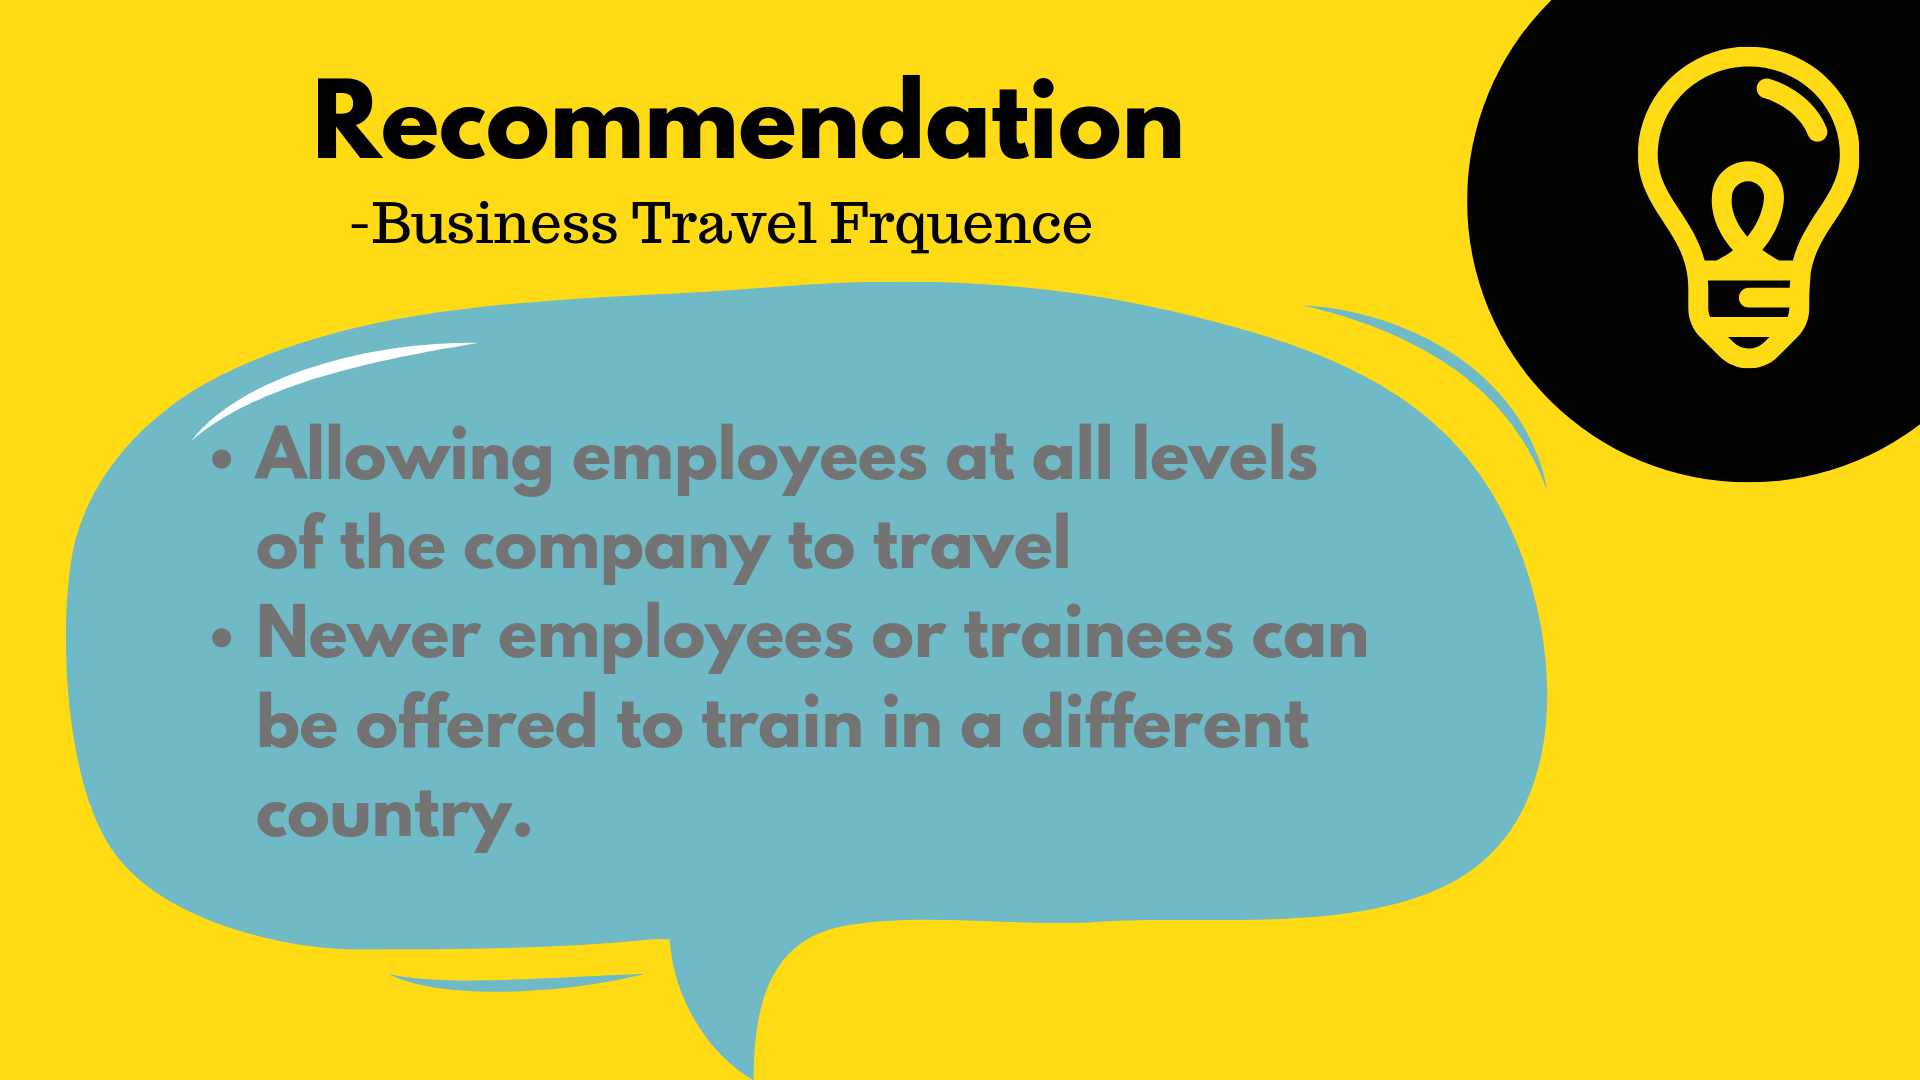 Recommendation
-Business Travel Frquence
• Allowing employees at all levels
of the company to travel
• Newer employees or trainees can
be offered to train in a different
country.